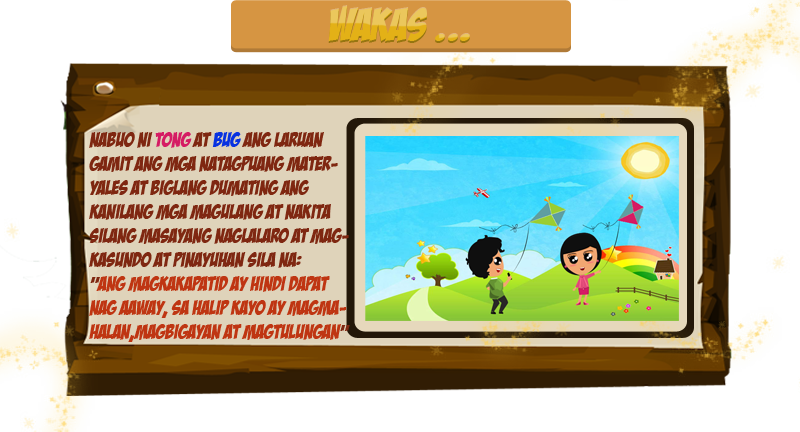 WAKAS ...
NABUO NI TONG AT BUG ANG LARUAN
GAMIT ANG MGA NATAGPUANG MATER-
YALES AT BIGLANG DUMATING ANG
KANILANG MGA MAGULANG AT NAKITA
SILANG MASAYANG NAGLALARO AT MAG-
KASUNDO AT PINAYUHAN SILA NA:
"ANG MAGKAKAPATID AY HINDI DAPAT
NAG AAWAY, SA HALIP KAYO AY MAGMA-
HALAN,MAGBIGAYAN AT MAGTULUNGAN"